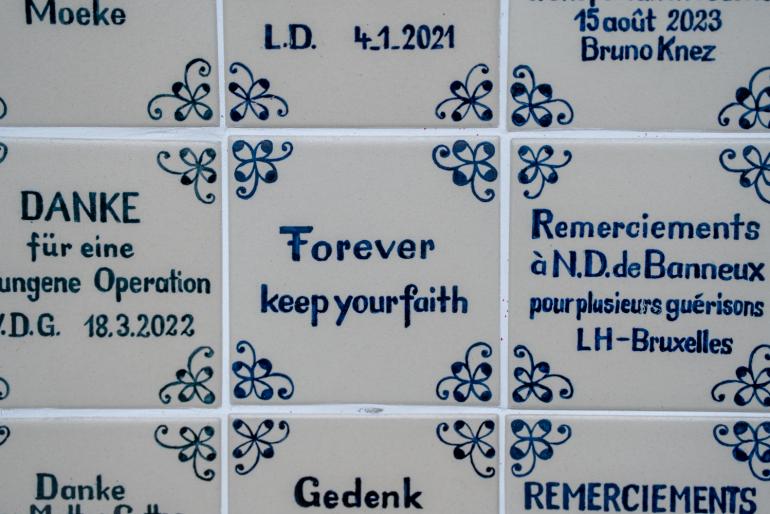 Moeke
L.D. 4-1-2021
15 août 2023
Bruno Knez
DANKE
für eine
Operation
.D.G. 18.3.2022
Forever
keep your faith
Remerciements
à N.D. de Banneux
pour plusieurs guérisons
LH-Bruxelles
Danke
Gedenk
REMERCIEMENTS